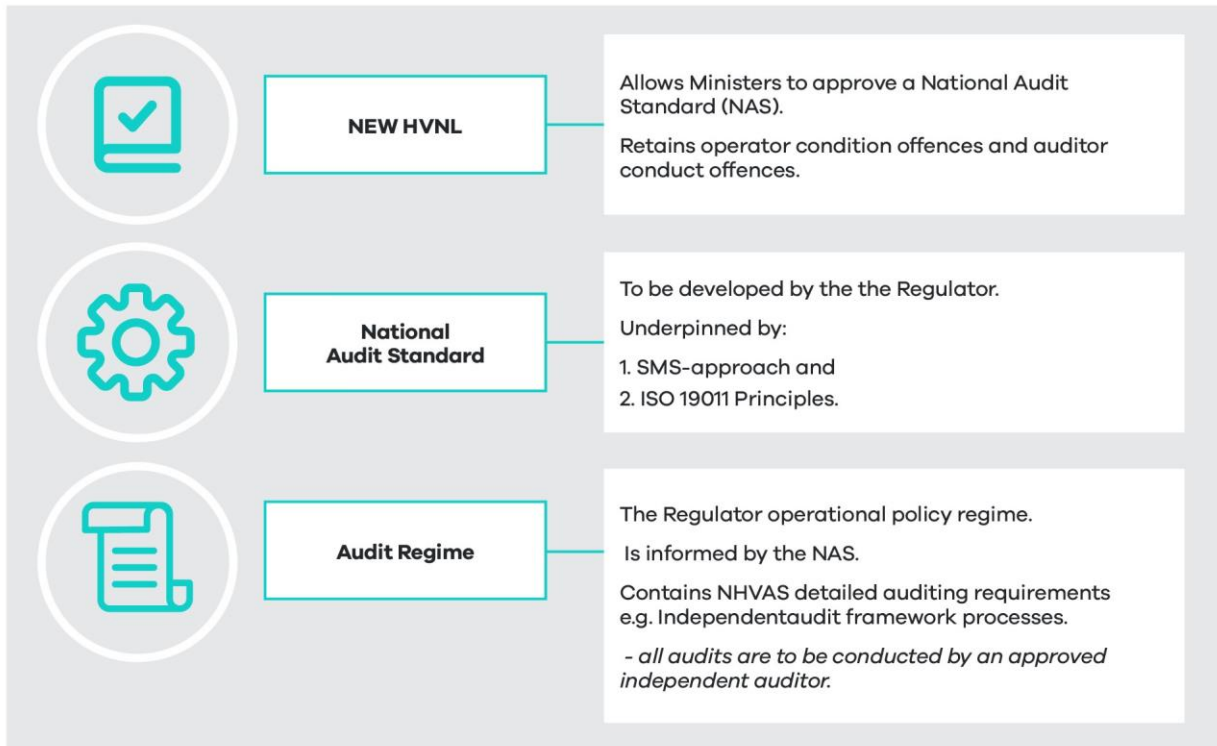 NEW HVNL
Allows Ministers to approve a National Audit
Standard (NAS).
Retains operator condition offences and auditor
conduct offences.
National
Audit Standard
To be developed by the the Regulator.
Underpinned by:
1. SMS-approach and
2. ISO 19011 Principles.
Audit Regime
The Regulator operational policy regime.
Is informed by the NAS.
Contains NHVAS detailed auditing requirements
e.g. Independentaudit framework processes.
- all audits are to be conducted by an approved
independent auditor.